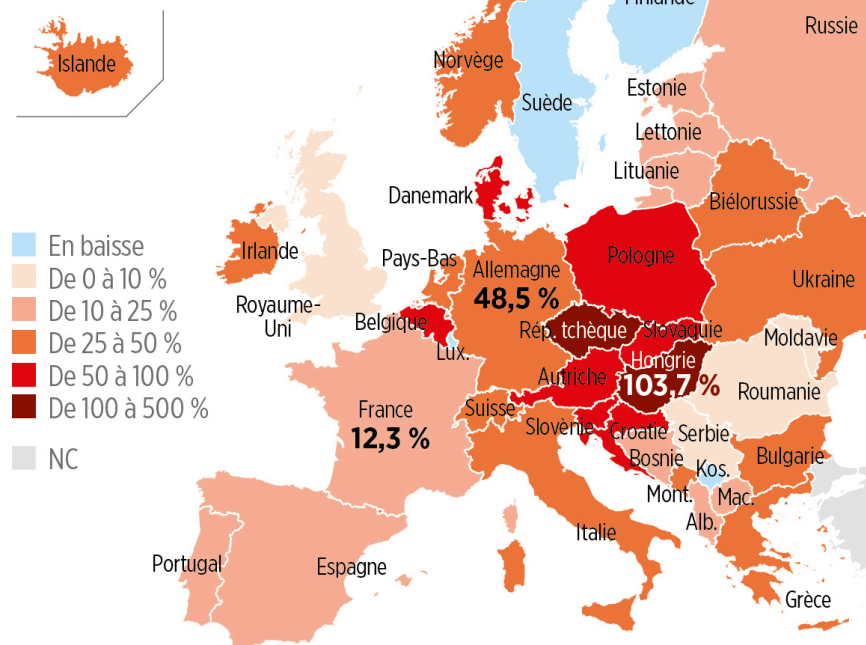 Finlande
Russie
Islande
Norvège
Estonie
Suède
Lettonie
Lituanie
Danemark
Biélorussie
En baisse
De 0 à 10 %
De 10 à 25 %
De 25 à 50 %
De 50 à 100 %
De 100 à 500 %
NC
Irlande
Pays-Bas
Allemagne
48,5 %
Pologne
Ukraine
Royaume-
Uni
Belgique
Rép. tchèque
Slovaquie
Moldavie
Lux.
Hongrie
103,7 %
Autriche
Roumanie
France
12,3 %
Suisse
Slovénie
Croatie
Serbie
Bosnie
Kos.
Bulgarie
Mont.
Mac.
Alb.
Italie
Portugal
Espagne
Grèce